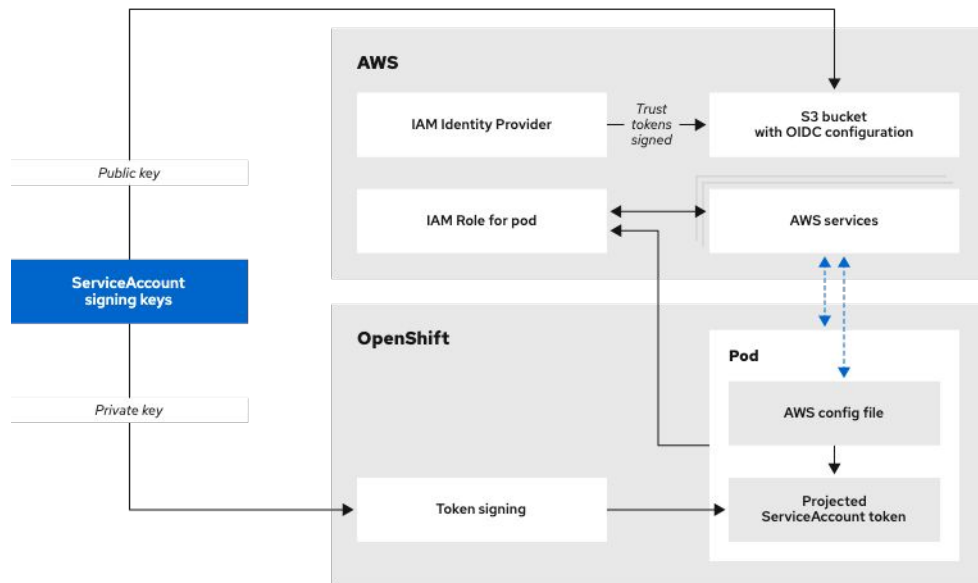 AWS
IAM Identity Provider
Trust
tokens
signed
S3 bucket
with OIDC configuration
Public key
IAM Role for pod
AWS services
ServiceAccount
signing keys
OpenShift
Pod
Private key
AWS config file
Token signing
Projected
ServiceAccount token